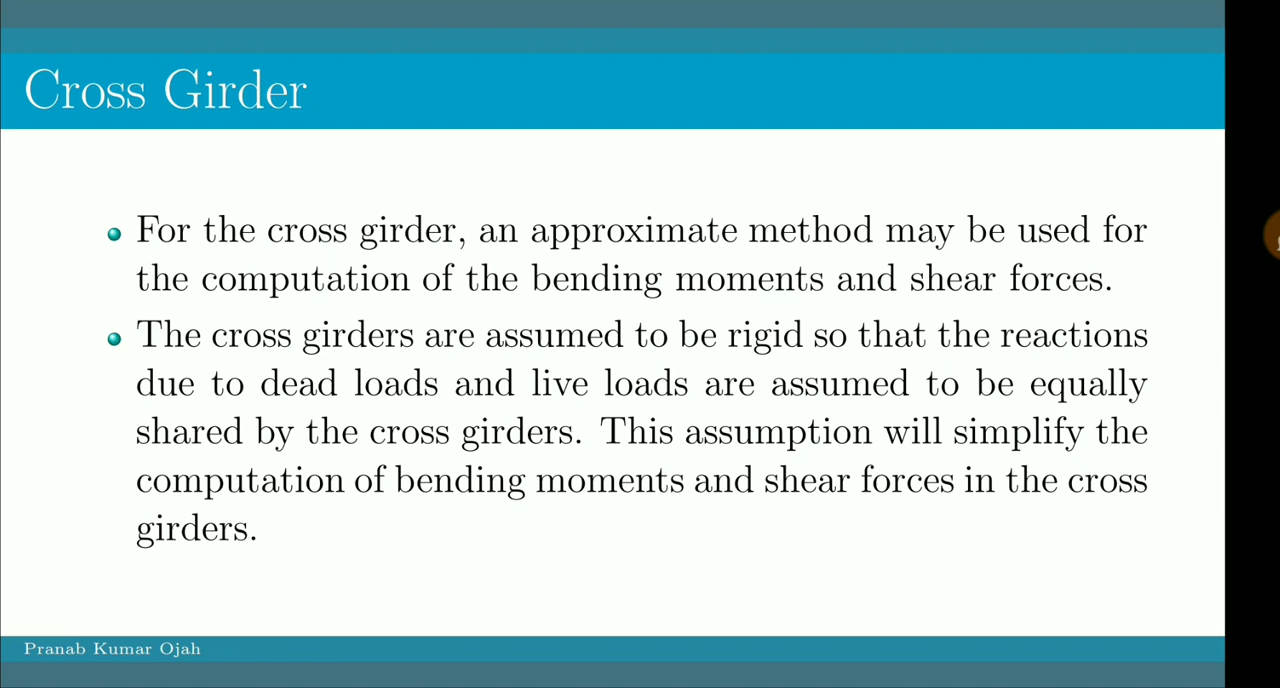 Cross Girder
For the cross girder, an approximate method may be used for
the computation of the bending moments and shear forces.
The cross girders are assumed to be rigid so that the reactions
due to dead loads and live loads are assumed to be equally
shared by the cross girders. This assumption will simplify the
computation of bending moments and shear forces in the cross
girders.
Pranab Kumar Ojah